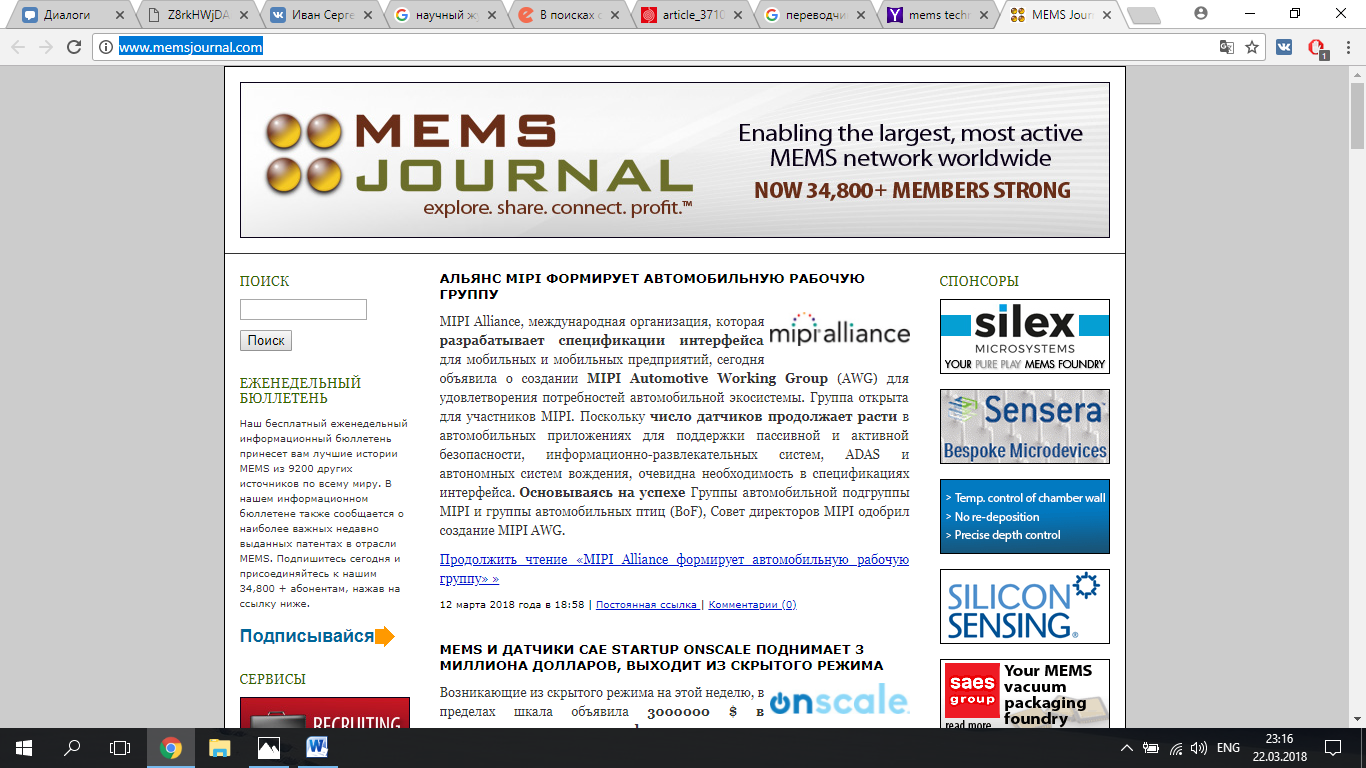 Диалоги
Z8rkHWjDA
Иван Серге
научный жу
В поисках с
article_3710
переводчи
mems techn
MEMS Jour
www.memsjournal.com
1
MEMS
JOURNAL
explore. share. connect. profit.™
Enabling the largest, most active
MEMS network worldwide
NOW 34,800+ MEMBERS STRONG
ПОИСК
Поиск
ЕЖЕНЕДЕЛЬНЫЙ
БЮЛЛЕТЕНЬ
Наш бесплатный еженедельный
информационный бюллетень
принесет вам лучшие истории
MEMS из 9200 других
источников по всему миру. В
нашем информационном
бюллетене также сообщается о
наиболее важных недавно
выданных патентах в отрасли
MEMS. Подпишитесь сегодня и
присоединяйтесь к нашим
34,800 + абонентам, нажав на
ссылку ниже.
Подписывайся
СЕРВИСЫ
RECRUITING
АЛЬЯНС MIPI ФОРМИРУЕТ АВТОМОБИЛЬНУЮ РАБОЧУЮ
ГРУППУ
mipi alliance
MIPI Alliance, международная организация, которая
разрабатывает спецификации интерфейса
для мобильных и мобильных предприятий, сегодня
объявила о создании MIPI Automotive Working Group (AWG) для
удовлетворения потребностей автомобильной экосистемы. Группа открыта
для участников MIPI. Поскольку число датчиков продолжает расти в
автомобильных приложениях для поддержки пассивной и активной
безопасности, информационно-развлекательных систем, ADAS и
автономных систем вождения, очевидна необходимость в спецификациях
интерфейса. Основываясь на успехе Группы автомобильной подгруппы
MIPI и группы автомобильных птиц (BoF), Совет директоров MIPI одобрил
создание MIPI AWG.
Продолжить чтение «MIPI Alliance формирует автомобильную рабочую
группу» »
12 марта 2018 года в 18:58 | Постоянная ссылка | Комментарии (0)
MEMS И ДАТЧИКИ CAE STARTUP ONSCALE ПОДНИМАЕТ 3
МИЛЛИОНА ДОЛЛАРОВ, ВЫХОДИТ ИЗ СКРЫТОГО РЕЖИМА
onscale
Возникающие из скрытого режима на этой неделю, в
пределах шкала объявила 3000000 $ в
СПОНСОРЫ
silex
MICROSYSTEMS
YOUR PURE PLAY MEMS FOUNDRY
Sensera™
Bespoke Microdevices
> Temp. control of chamber wall
> No re-deposition
> Precise depth control
SILICON
SENSING®
saes
group
read more
Your MEMS
vacuum
packaging
foundry
ENG
23:16
22.03.2018